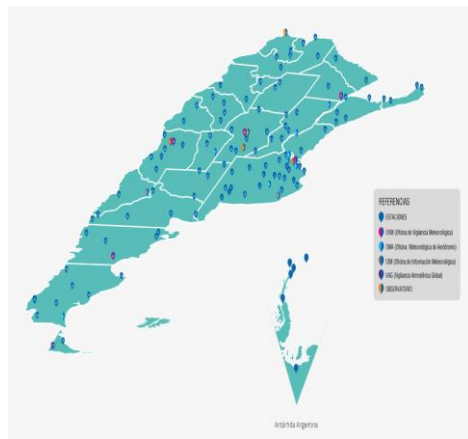 REFERENCIAS
ESTACIONES
OVM (Oficina de Vigilancia Meteorológica)
OMA (Oficina Meteorológica de Aeródromo)
OIM (Oficina de Información Meteorológica)
VAG (Vigilancia Atmosférica Global)
OBSERVATORIO
Antártida Argentina